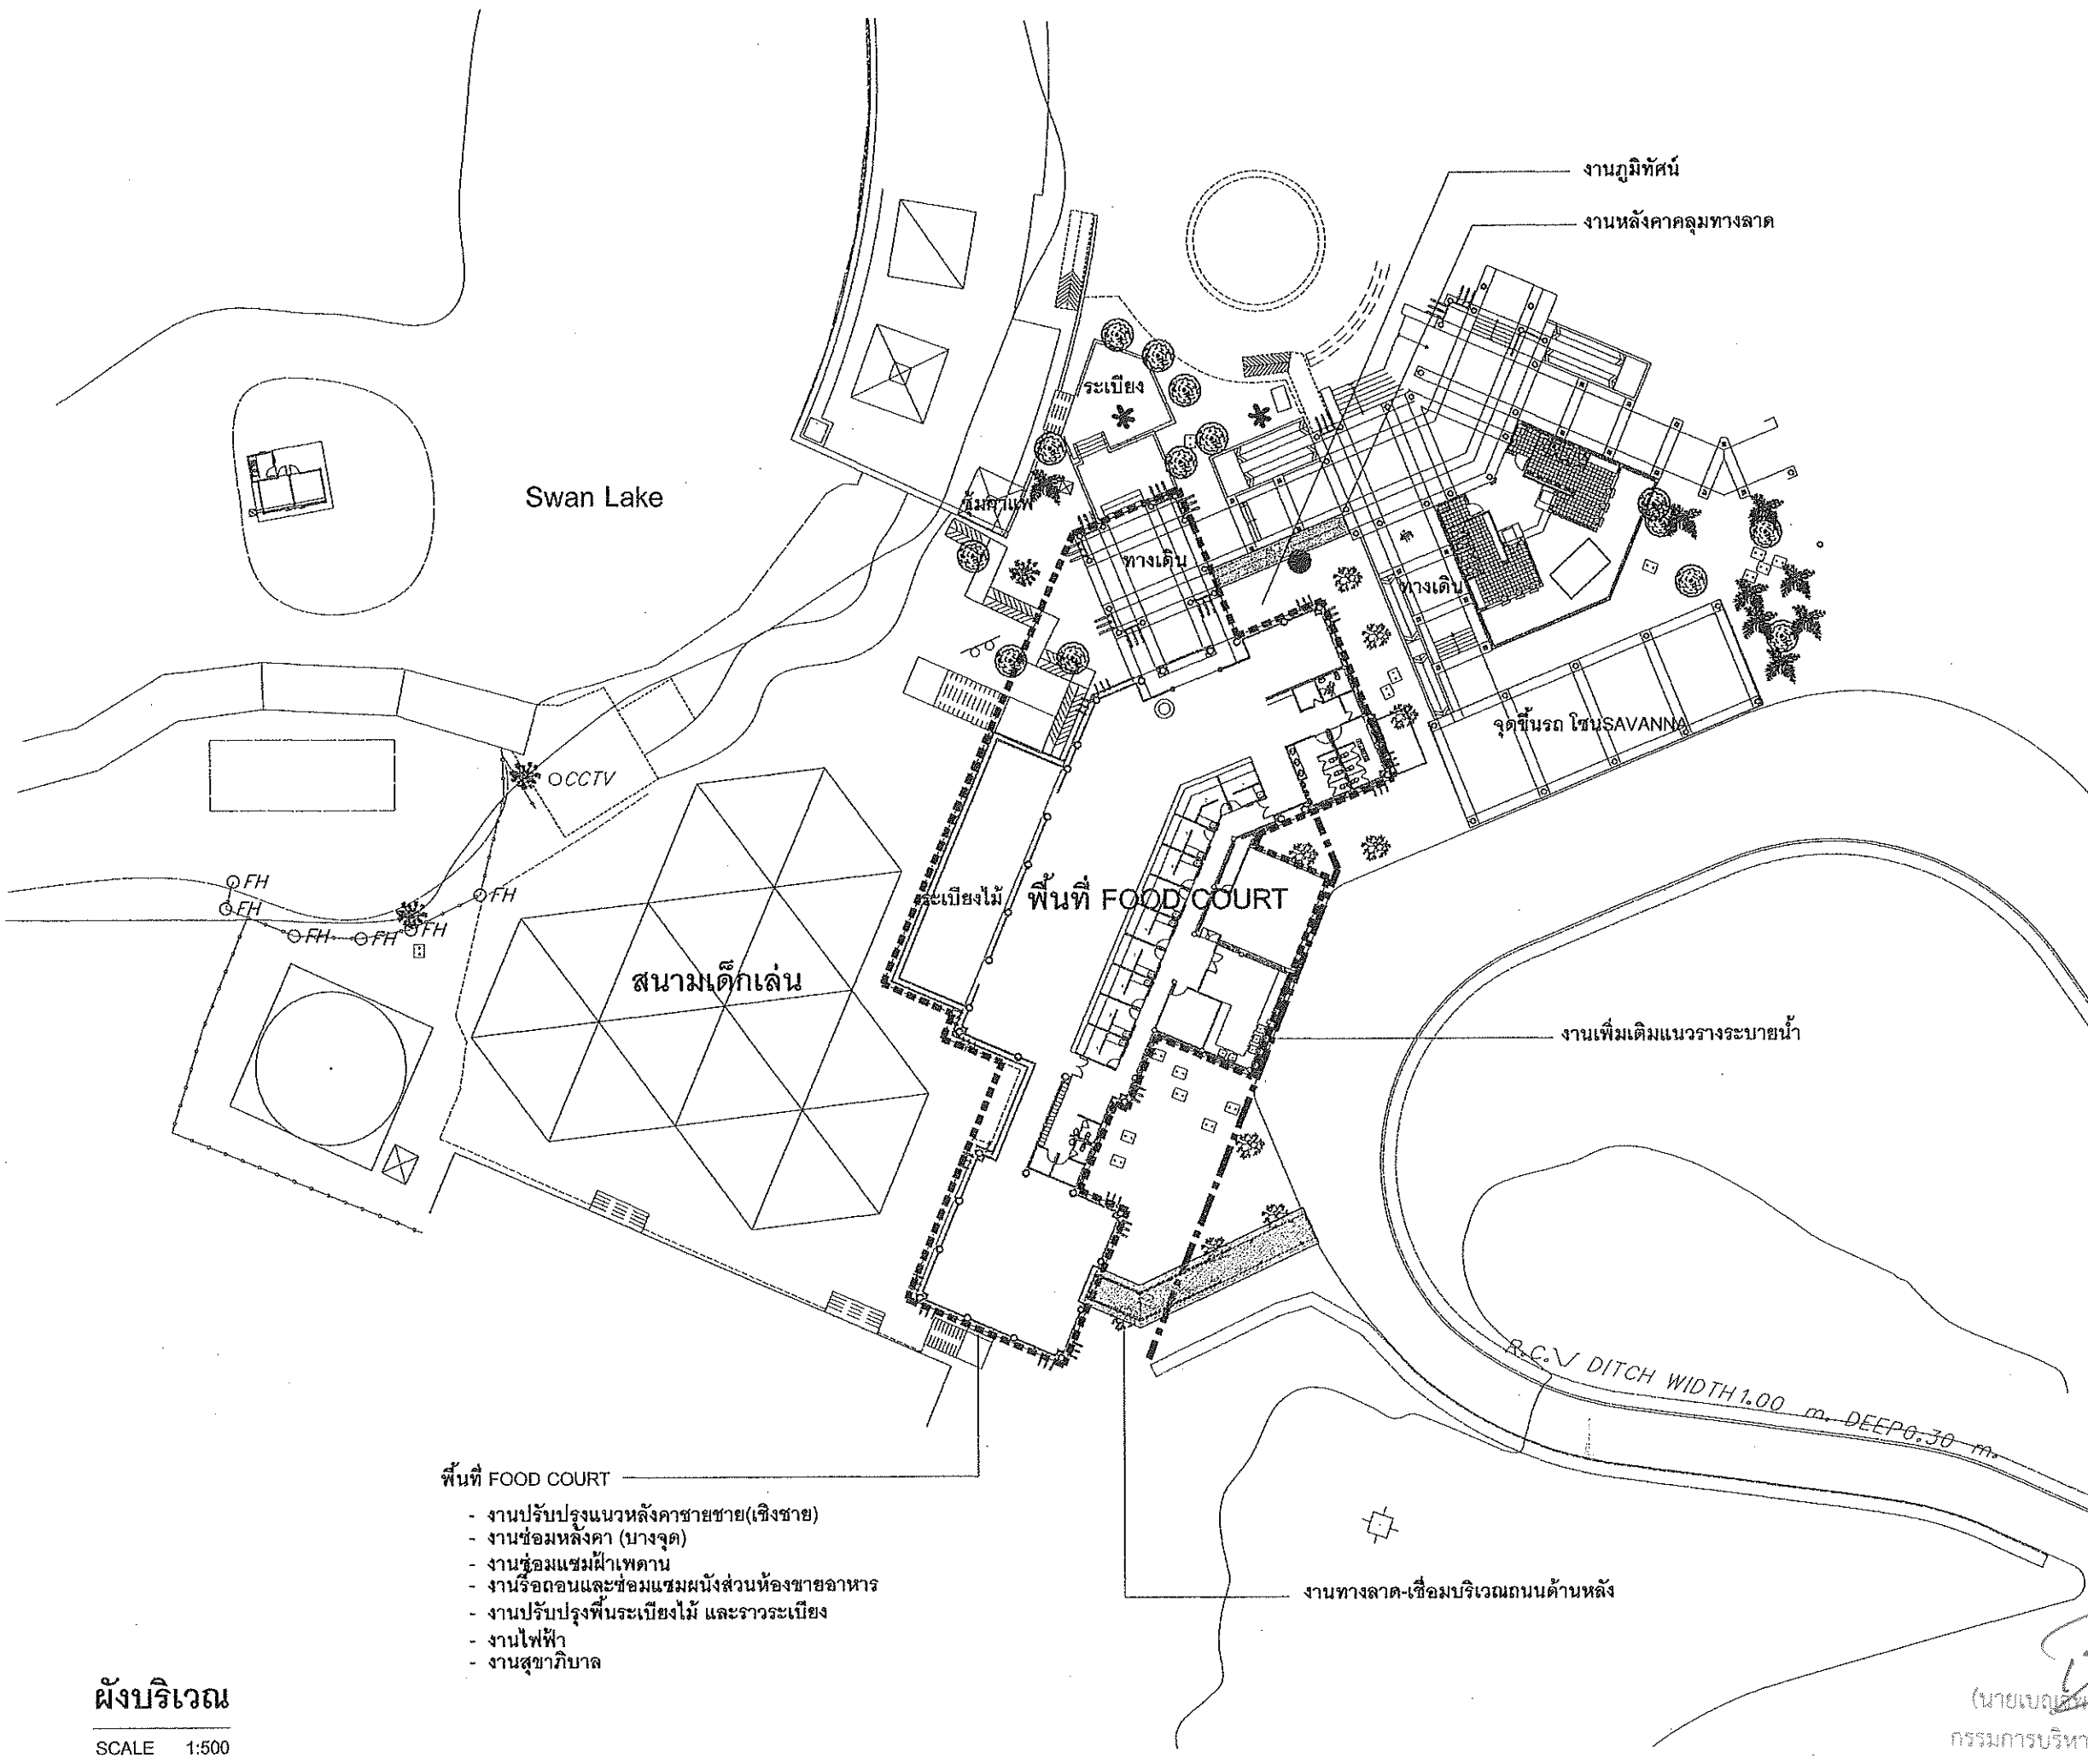 งานภูมิทัศน์
งานหลังคาคลุมทางลาด
ระเบียง
Swan Lake
ซุ้มกาแฟ
ทางเดิน
ทางเดิน
จุดขึ้นรถ โซนSAVANNA
CCTV
FH
FH
FH
FH
FH
FH
ระเบียงไม้
พื้นที่ FOOD COURT
สนามเด็กเล่น
งานเพิ่มเติมแนวรางระบายน้ำ
R.C.V DITCH WIDTH1.00 m. DEEP0.30 m.
พื้นที่ FOOD COURT
- งานปรับปรุงแนวหลังคาชายชาย(เชิงชาย)
- งานซ่อมหลังคา (บางจุด)
- งานซ่อมแซมฝ้าเพดาน
- งานรื้อถอนและซ่อมแซมผนังส่วนห้องขายอาหาร
- งานปรับปรุงพื้นระเบียงไม้ และราวระเบียง
- งานไฟฟ้า
- งานสุขาภิบาล
งานทางลาด-เชื่อมบริเวณถนนด้านหลัง
ผังบริเวณ
SCALE 1:500
กรรมการบริหา